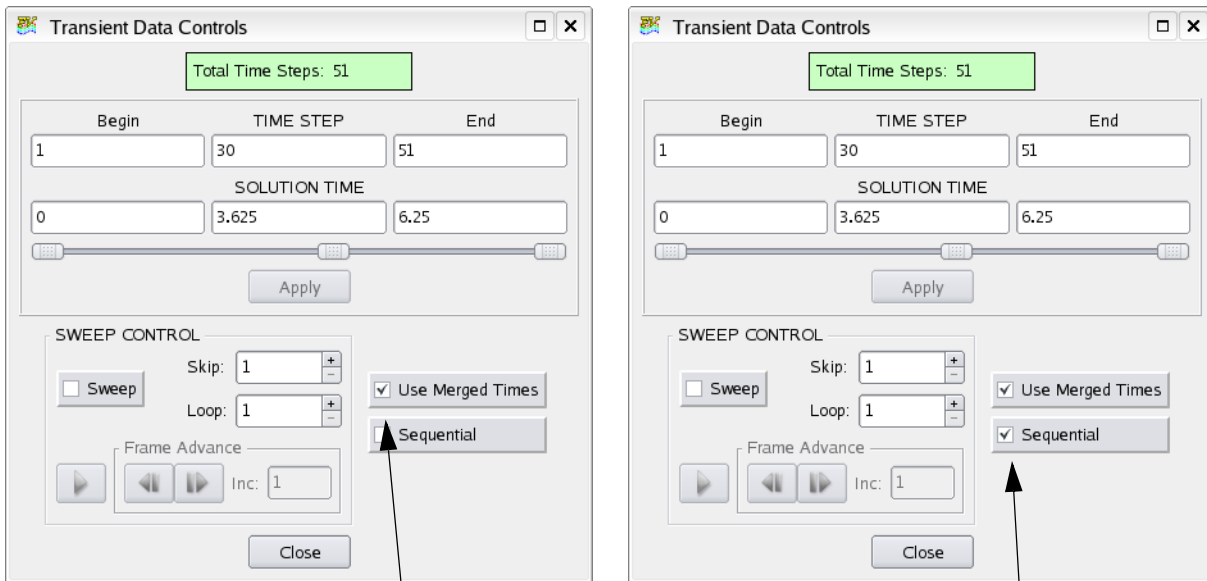 Transient Data Controls
Total Time Steps: 51
Begin TIME STEP End
1 30 51
SOLUTION TIME
0 3.625 6.25
Apply
SWEEP CONTROL
Skip: 1
Sweep
Use Merged Times
Loop: 1
Sequential
Frame Advance
Inc: 1
Close
Transient Data Controls
Total Time Steps: 51
Begin TIME STEP End
1 30 51
SOLUTION TIME
0 3.625 6.25
Apply
SWEEP CONTROL
Skip: 1
Sweep
Use Merged Times
Loop: 1
Sequential
Frame Advance
Inc: 1
Close